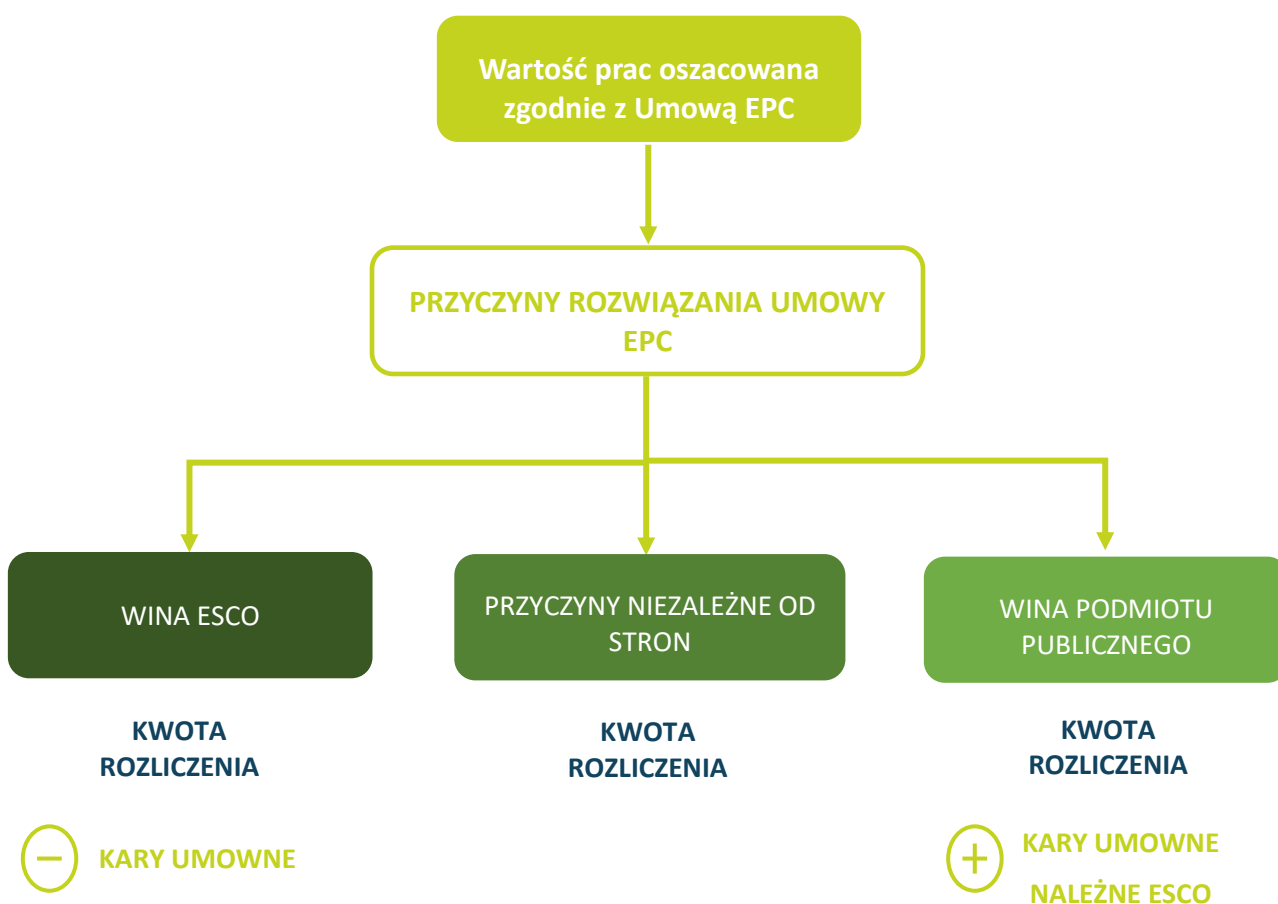 Wartość prac oszacowana
zgodnie z Umową EPC
PRZYCZYNY ROZWIĄZANIA UMOWY
EPC
WINA ESCO
PRZYCZYNY NIEZALEŻNE OD
STRON
WINA PODMIOTU
PUBLICZNEGO
KWOTA
ROZLICZENIA
KWOTA
ROZLICZENIA
KWOTA
ROZLICZENIA
− KARY UMOWNE
+ KARY UMOWNE
NALEŻNE ESCO